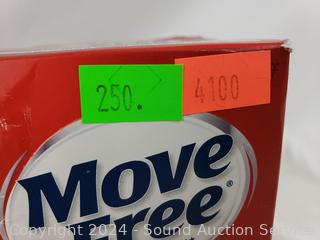 250. 4100
Move
Free®
Copyright 2024 - Sound Auction Service